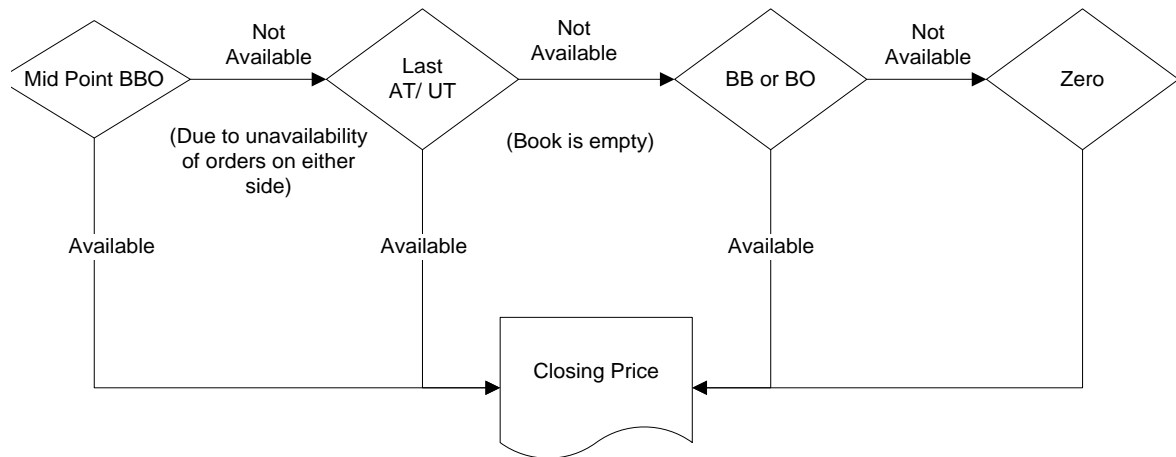 Mid Point BBO
Not
Available
(Due to unavailability
of orders on either
side)
Last
AT/ UT
Not
Available
(Book is empty)
BB or BO
Not
Available
Zero
Available
Available
Available
Closing Price